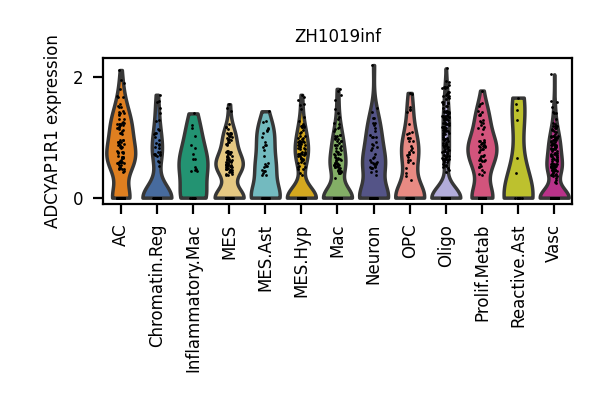 ZH1019inf
ADCYAP1R1 expression
2
0
AC
Chromatin.Reg
Inflammatory.Mac
MES
MES.Ast
MES.Hyp
Mac
Neuron
OPC
Oligo
Prolif.Metab
Reactive.Ast
Vasc